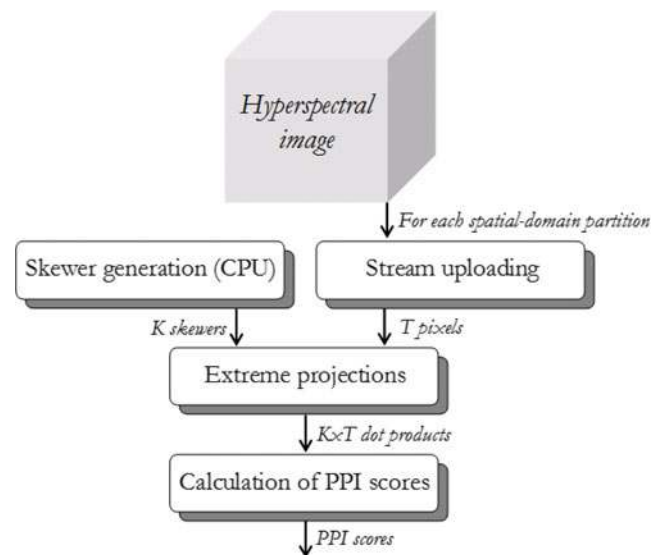 Hyperspectral
image
For each spatial-domain partition
Skewer generation (CPU)
Stream uploading
K skewers
T pixels
Extreme projections
KxT dot products
Calculation of PPI scores
PPI scores